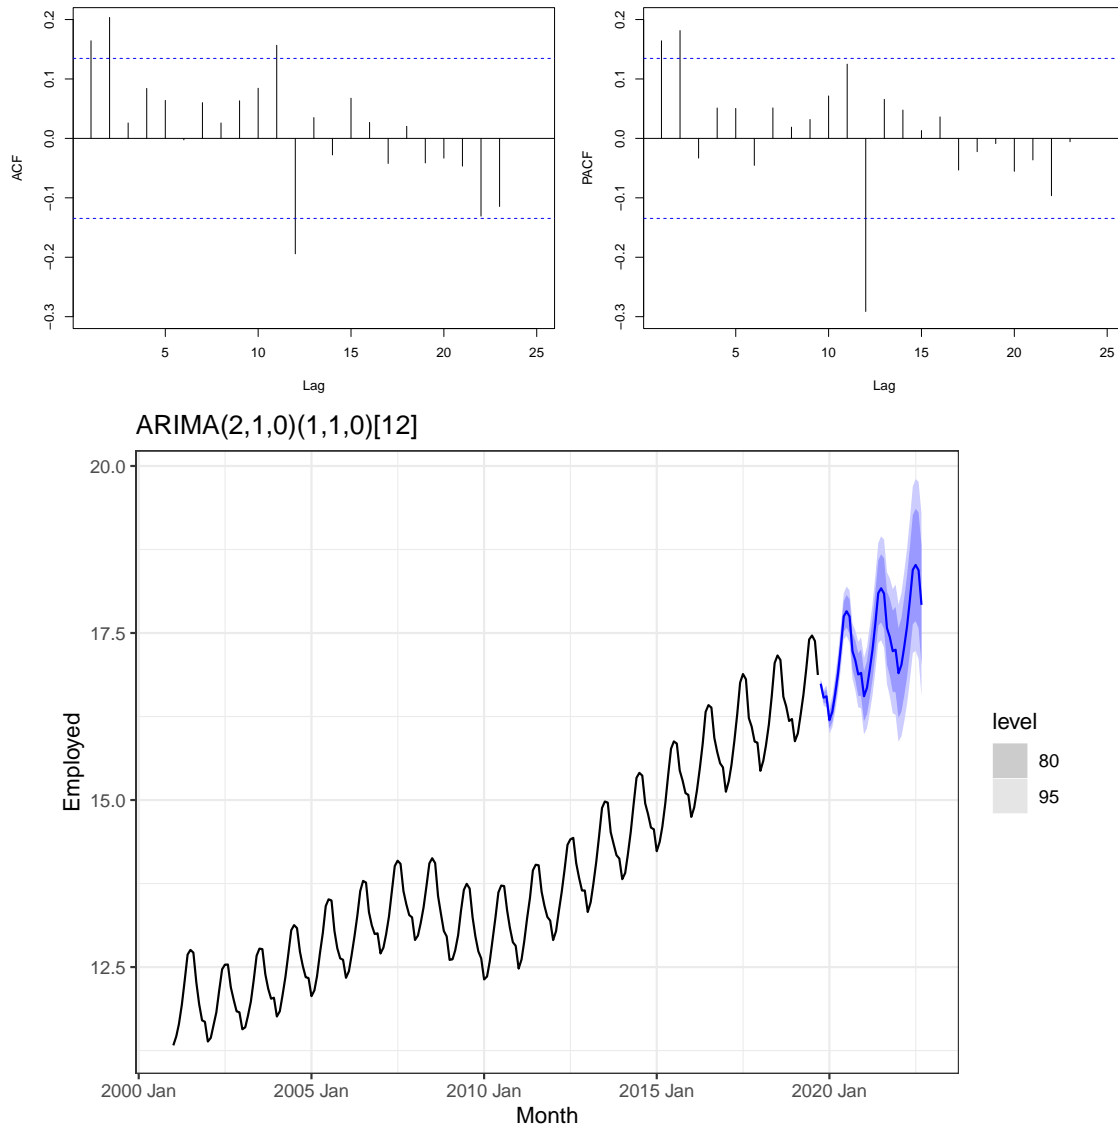 0.2
0.1
0.0
−0.1
−0.2
−0.3
ACF
5
10
15
20
25
Lag
0.2
0.1
0.0
−0.1
−0.2
−0.3
PACF
5
10
15
20
25
Lag
ARIMA(2,1,0)(1,1,0)[12]
20.0
17.5
15.0
12.5
Employed
2000 Jan
2005 Jan
2010 Jan
2015 Jan
2020 Jan
Month
level
80
95